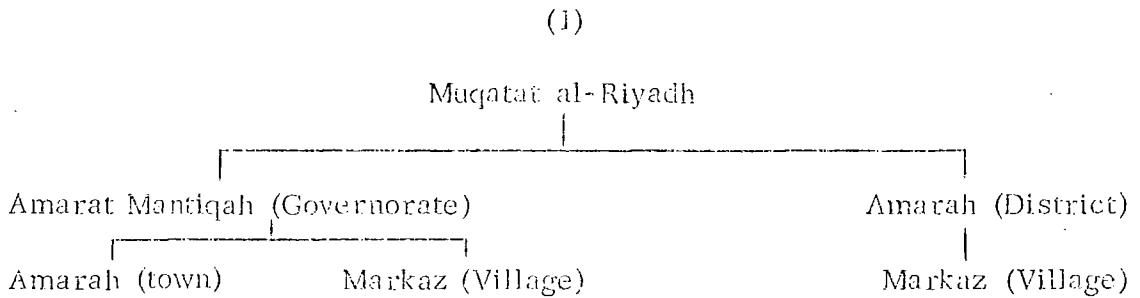 (1)
Muqatat al-Riyadh
Amarat Mantiqah (Governorate) Amarah (District)
Amarah (town) Markaz (Village) Markaz (Village)